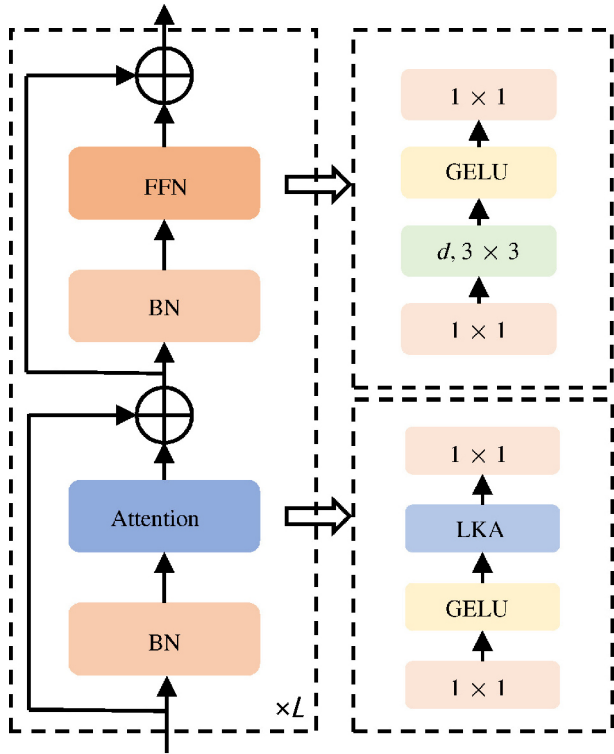 FFN
BN
Attention
BN
×L
1 × 1
GELU
d, 3 × 3
1 × 1
1 × 1
LKA
GELU
1 × 1